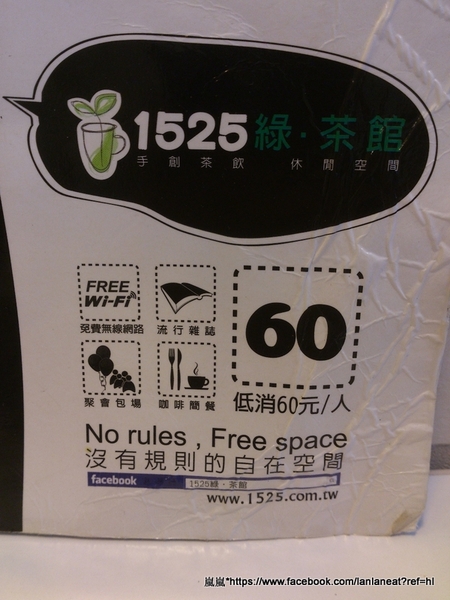 1525綠·茶館
手創茶飲 休閒空間
FREE
Wi-Fi
免費無線網路
流行雜誌
60
聚會包場
咖啡簡餐
低消60元/人
No rules , Free space
沒有規則的自在空間
facebook 1525綠·茶館
www.1525.com.tw
嵐嵐*https://www.facebook.com/lanlaneat?ref=hl